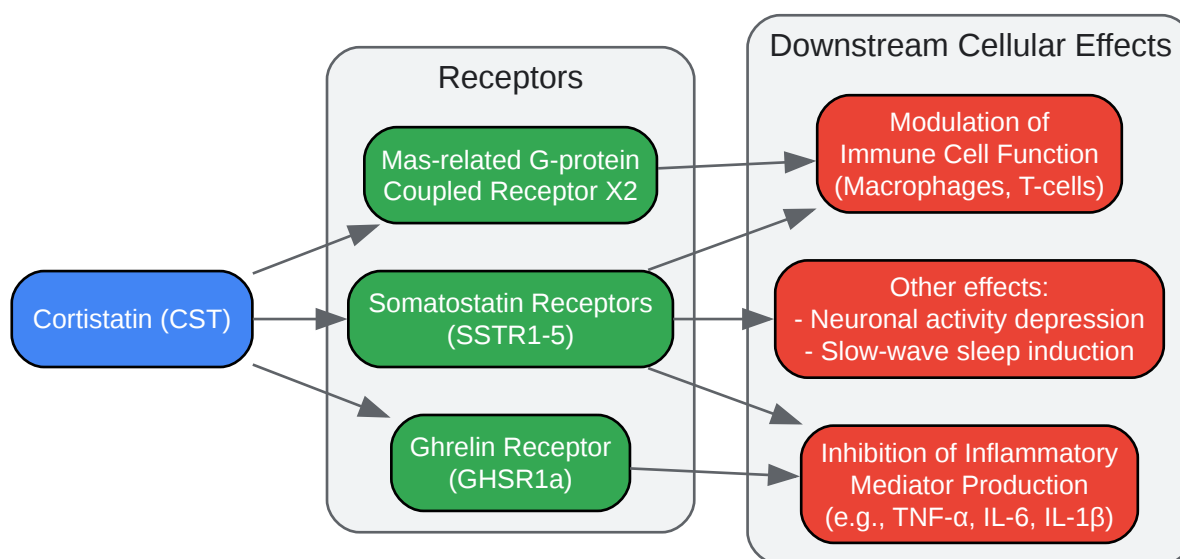 Cortistatin (CST)
Receptors
Mas-related G-protein
Coupled Receptor X2
Somatostatin Receptors
(SSTR1-5)
Ghrelin Receptor
(GHSR1a)
Downstream Cellular Effects
Modulation of
Immune Cell Function
(Macrophages, T-cells)
Other effects:
- Neuronal activity depression
- Slow-wave sleep induction
Inhibition of Inflammatory
Mediator Production
(e.g., TNF-α, IL-6, IL-1β)